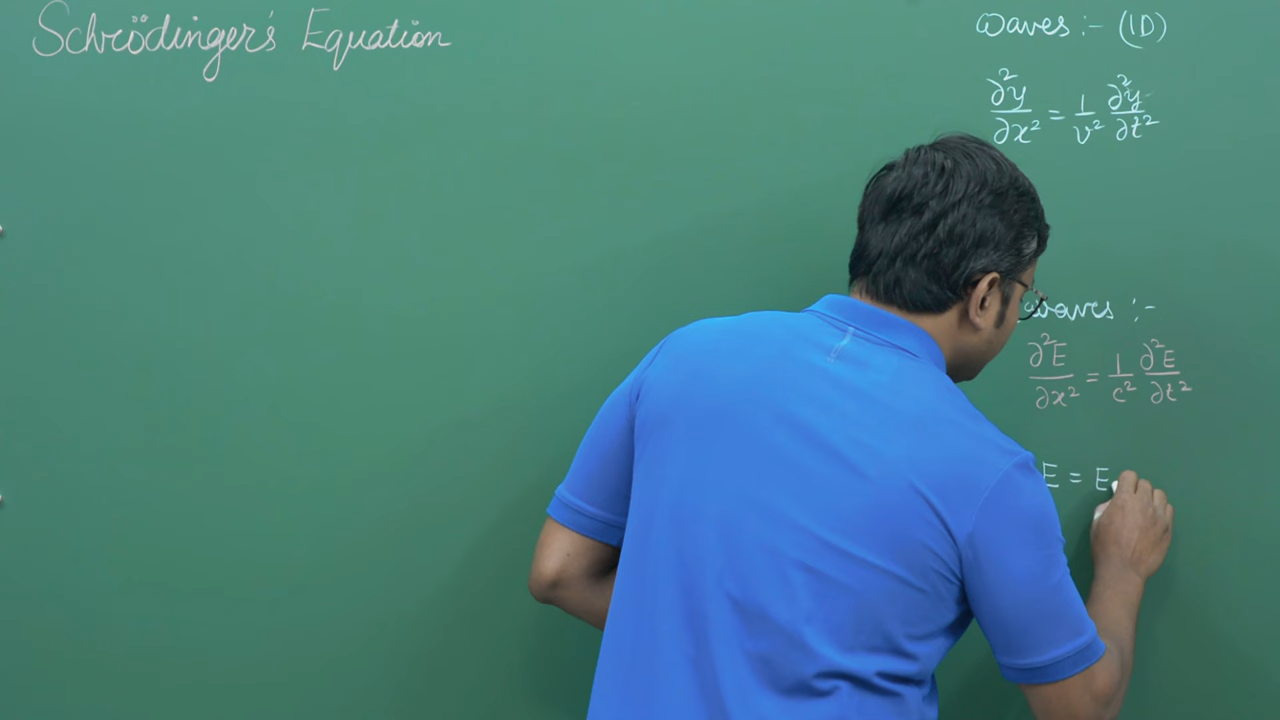 Schrödinger's Equation
Waves :- (1D)
∂²y/∂x² = 1/v² ∂²y/∂t²
waves :-
∂²E/∂x² = 1/c² ∂²E/∂t²
E = E